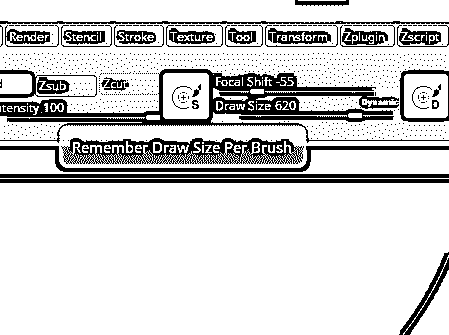 Render Stencil Stroke Texture Tool Transform Zplugin Zscript
Zsub Zcut
S
Focal Shift -55
D
ntensity 100
Draw Size 620
Dynamic
Remember Draw Size Per Brush